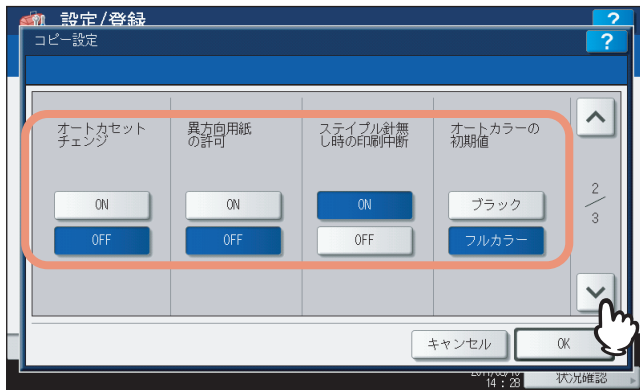 設定/登録
?
コピー設定
?
オートカセット
チェンジ
異方向用紙
の許可
ステイプル針無
し時の印刷中断
オートカラーの
初期値
ON
ON
ON
ブラック
OFF
OFF
OFF
フルカラー
2
/
3
キャンセル
OK
14 : 28
状況確認